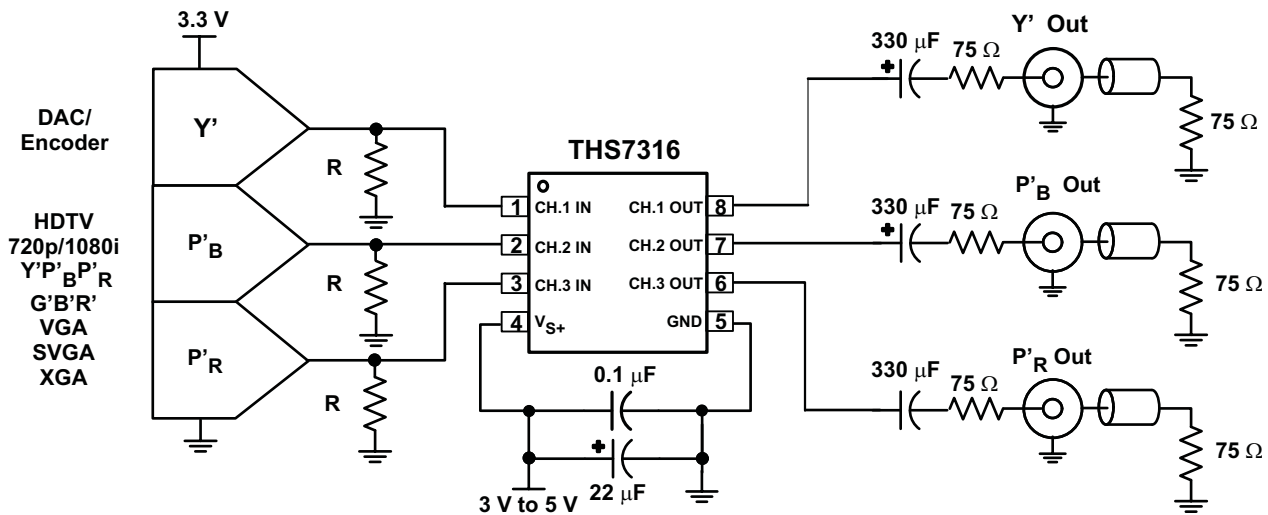 3.3 V
DAC/
Encoder
Y'
R
HDTV
720p/1080i
Y'P'BP'R
G'B'R'
VGA
SVGA
XGA
P'B
R
P'R
R
THS7316
1 CH.1 IN CH.1 OUT 8
2 CH.2 IN CH.2 OUT 7
3 CH.3 IN CH.3 OUT 6
4 VS+ GND 5
0.1 μF
+
22 μF
3 V to 5 V
330 μF
+
75 Ω
Y' Out
75 Ω
330 μF
+
75 Ω
P'B Out
75 Ω
330 μF
+
75 Ω
P'R Out
75 Ω